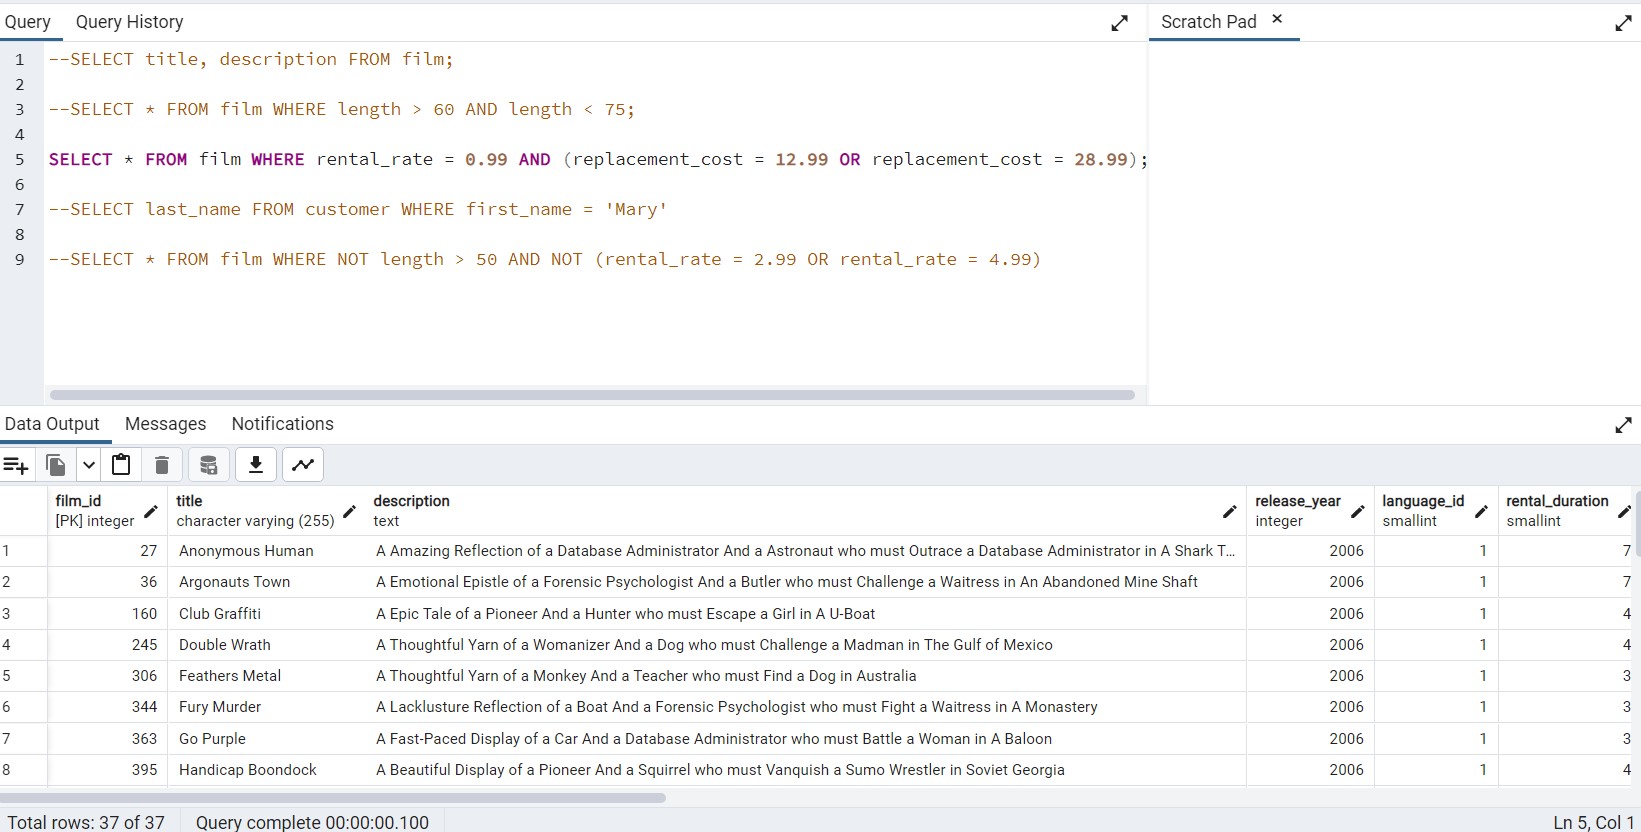 Query Query History Scratch Pad ×
1 --SELECT title, description FROM film;
2
3 --SELECT * FROM film WHERE length > 60 AND length < 75;
4
5 SELECT * FROM film WHERE rental_rate = 0.99 AND (replacement_cost = 12.99 OR replacement_cost = 28.99);
6
7 --SELECT last_name FROM customer WHERE first_name = 'Mary'
8
9 --SELECT * FROM film WHERE NOT length > 50 AND NOT (rental_rate = 2.99 OR rental_rate = 4.99)
Data Output Messages Notifications
film_id title description release_year language_id rental_duration
[PK] integer character varying (255) text integer smallint smallint
1 27 Anonymous Human A Amazing Reflection of a Database Administrator And a Astronaut who must Outrace a Database Administrator in A Shark T... 2006 1 7
2 36 Argonauts Town A Emotional Epistle of a Forensic Psychologist And a Butler who must Challenge a Waitress in An Abandoned Mine Shaft 2006 1 7
3 160 Club Graffiti A Epic Tale of a Pioneer And a Hunter who must Escape a Girl in A U-Boat 2006 1 4
4 245 Double Wrath A Thoughtful Yarn of a Womanizer And a Dog who must Challenge a Madman in The Gulf of Mexico 2006 1 4
5 306 Feathers Metal A Thoughtful Yarn of a Monkey And a Teacher who must Find a Dog in Australia 2006 1 3
6 344 Fury Murder A Lacklusture Reflection of a Boat And a Forensic Psychologist who must Fight a Waitress in A Monastery 2006 1 3
7 363 Go Purple A Fast-Paced Display of a Car And a Database Administrator who must Battle a Woman in A Baloon 2006 1 3
8 395 Handicap Boondock A Beautiful Display of a Pioneer And a Squirrel who must Vanquish a Sumo Wrestler in Soviet Georgia 2006 1 4
Total rows: 37 of 37 Query complete 00:00:00.100 Ln 5, Col 1